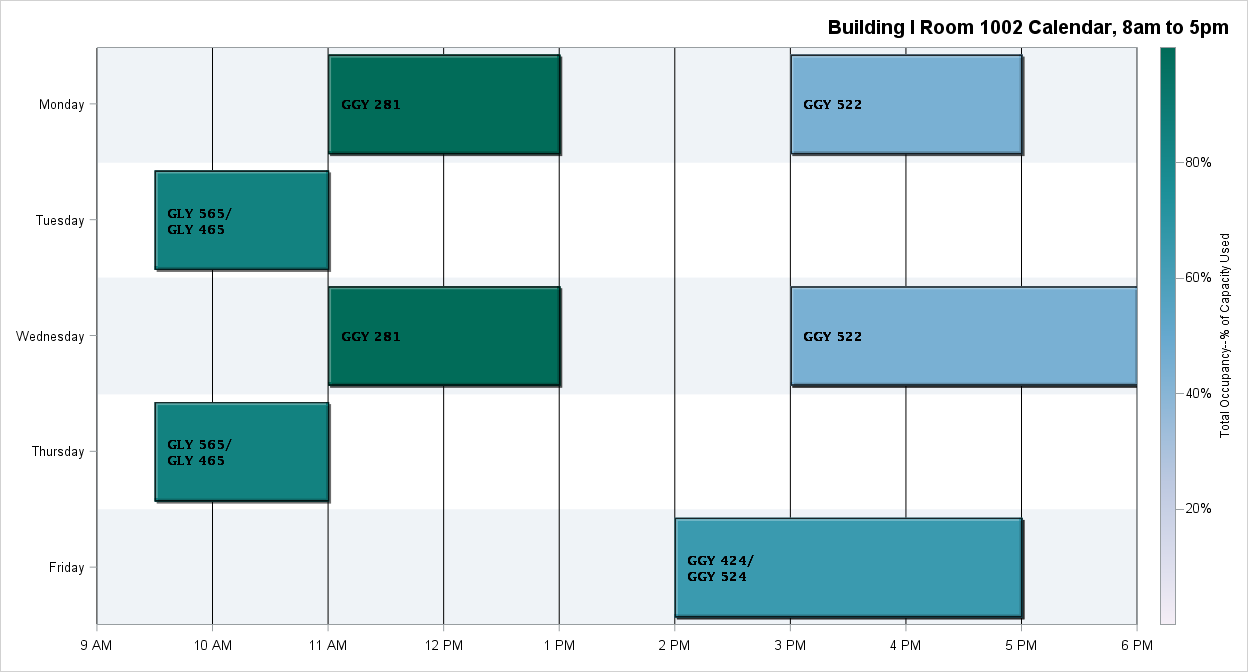 Building I Room 1002 Calendar, 8am to 5pm
Monday
GGY 281
GGY 522
Tuesday
GLY 565/
GLY 465
Wednesday
GGY 281
GGY 522
Thursday
GLY 565/
GLY 465
Friday
GGY 424/
GGY 524
9 AM
10 AM
11 AM
12 PM
1 PM
2 PM
3 PM
4 PM
5 PM
6 PM
80%
60%
40%
20%
Total Occupancy--% of Capacity Used